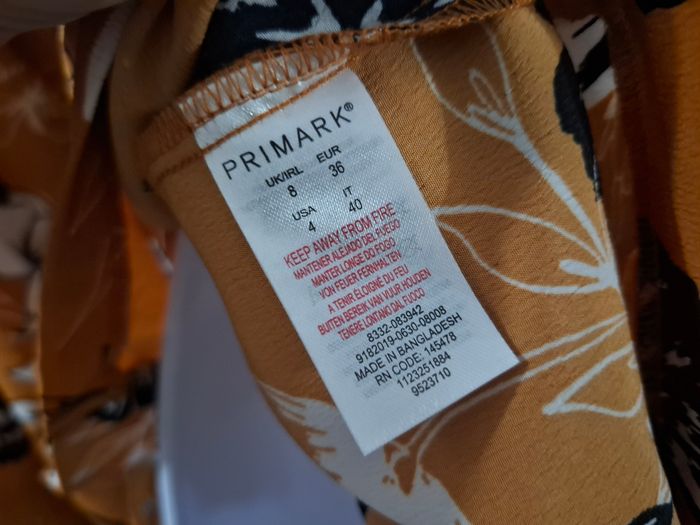 PRIMARK®
UK/IRL EUR
8 36
USA IT
4 40
KEEP AWAY FROM FIRE
MANTENER ALEJADO DEL FUEGO
MANTER LONGE DO FOGO
VON FEUER FERNHALTEN
A TENIR ÉLOIGNE DU FEU
BUITEN BEREIK VAN VUUR HOUDEN
TENERE LONTANO DAL FUOCO
8332-083942
9182019-0630-08008
MADE IN BANGLADESH
RN CODE: 145478
1123251884
9523710